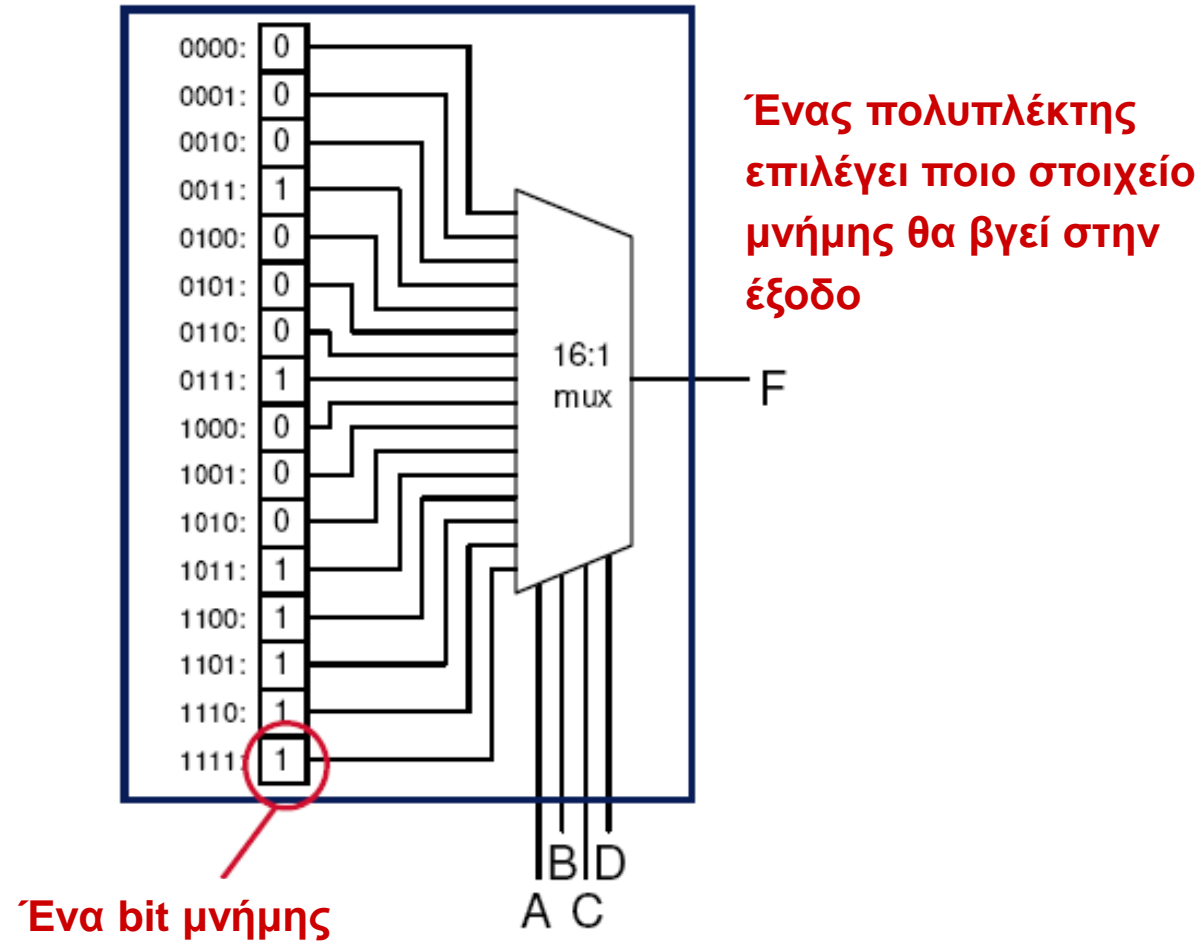 0000: 0
0001: 0
0010: 0
0011: 1
0100: 0
0101: 0
0110: 0
0111: 1
1000: 0
1001: 0
1010: 0
1011: 1
1100: 1
1101: 1
1110: 1
1111: 1
16:1
mux
F
A B C D
Ένας πολυπλέκτης
επιλέγει ποιο στοιχείο
μνήμης θα βγεί στην
έξοδο
Ένα bit μνήμης